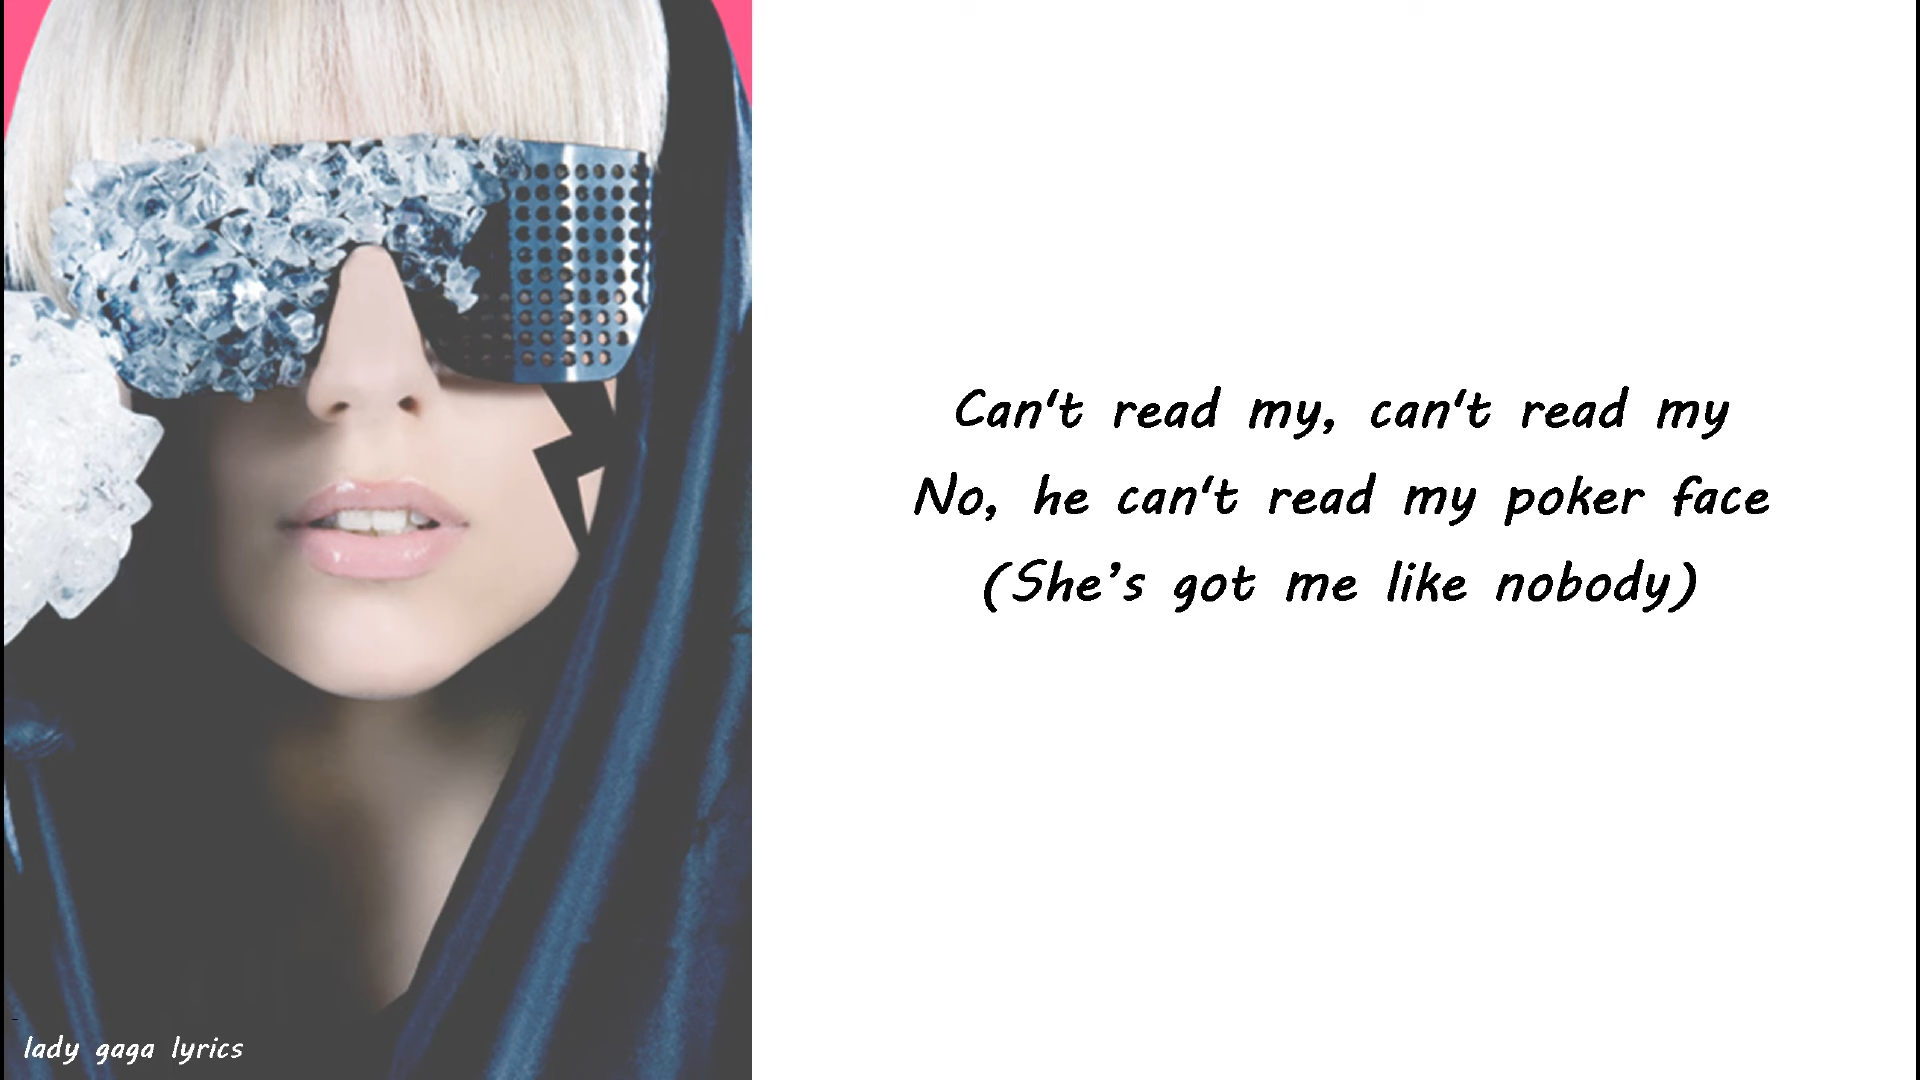 Can't read my, can't read my
No, he can't read my poker face
(She's got me like nobody)
lady gaga lyrics